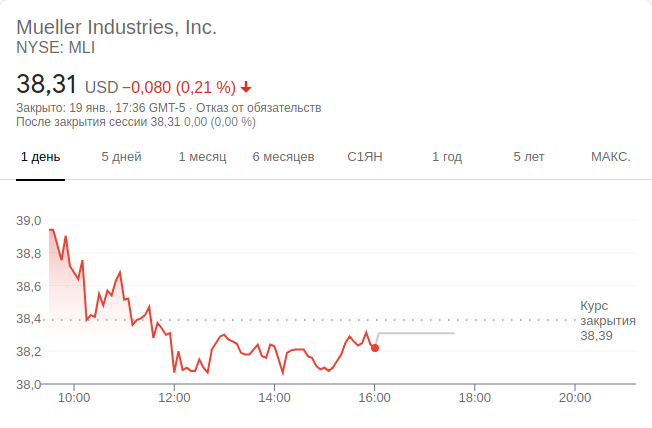 Mueller Industries, Inc.
NYSE: MLI
38,31 USD −0,080 (0,21 %)
Закрыто: 19 янв., 17:36 GMT-5 · Отказ от обязательств
После закрытия сессии 38,31 0,00 (0,00 %)
1 день 5 дней 1 месяц 6 месяцев С1ЯН 1 год 5 лет МАКС.
39,0
38,8
38,6
38,4
38,2
38,0
Курс
закрытия
38,39
10:00 12:00 14:00 16:00 18:00 20:00